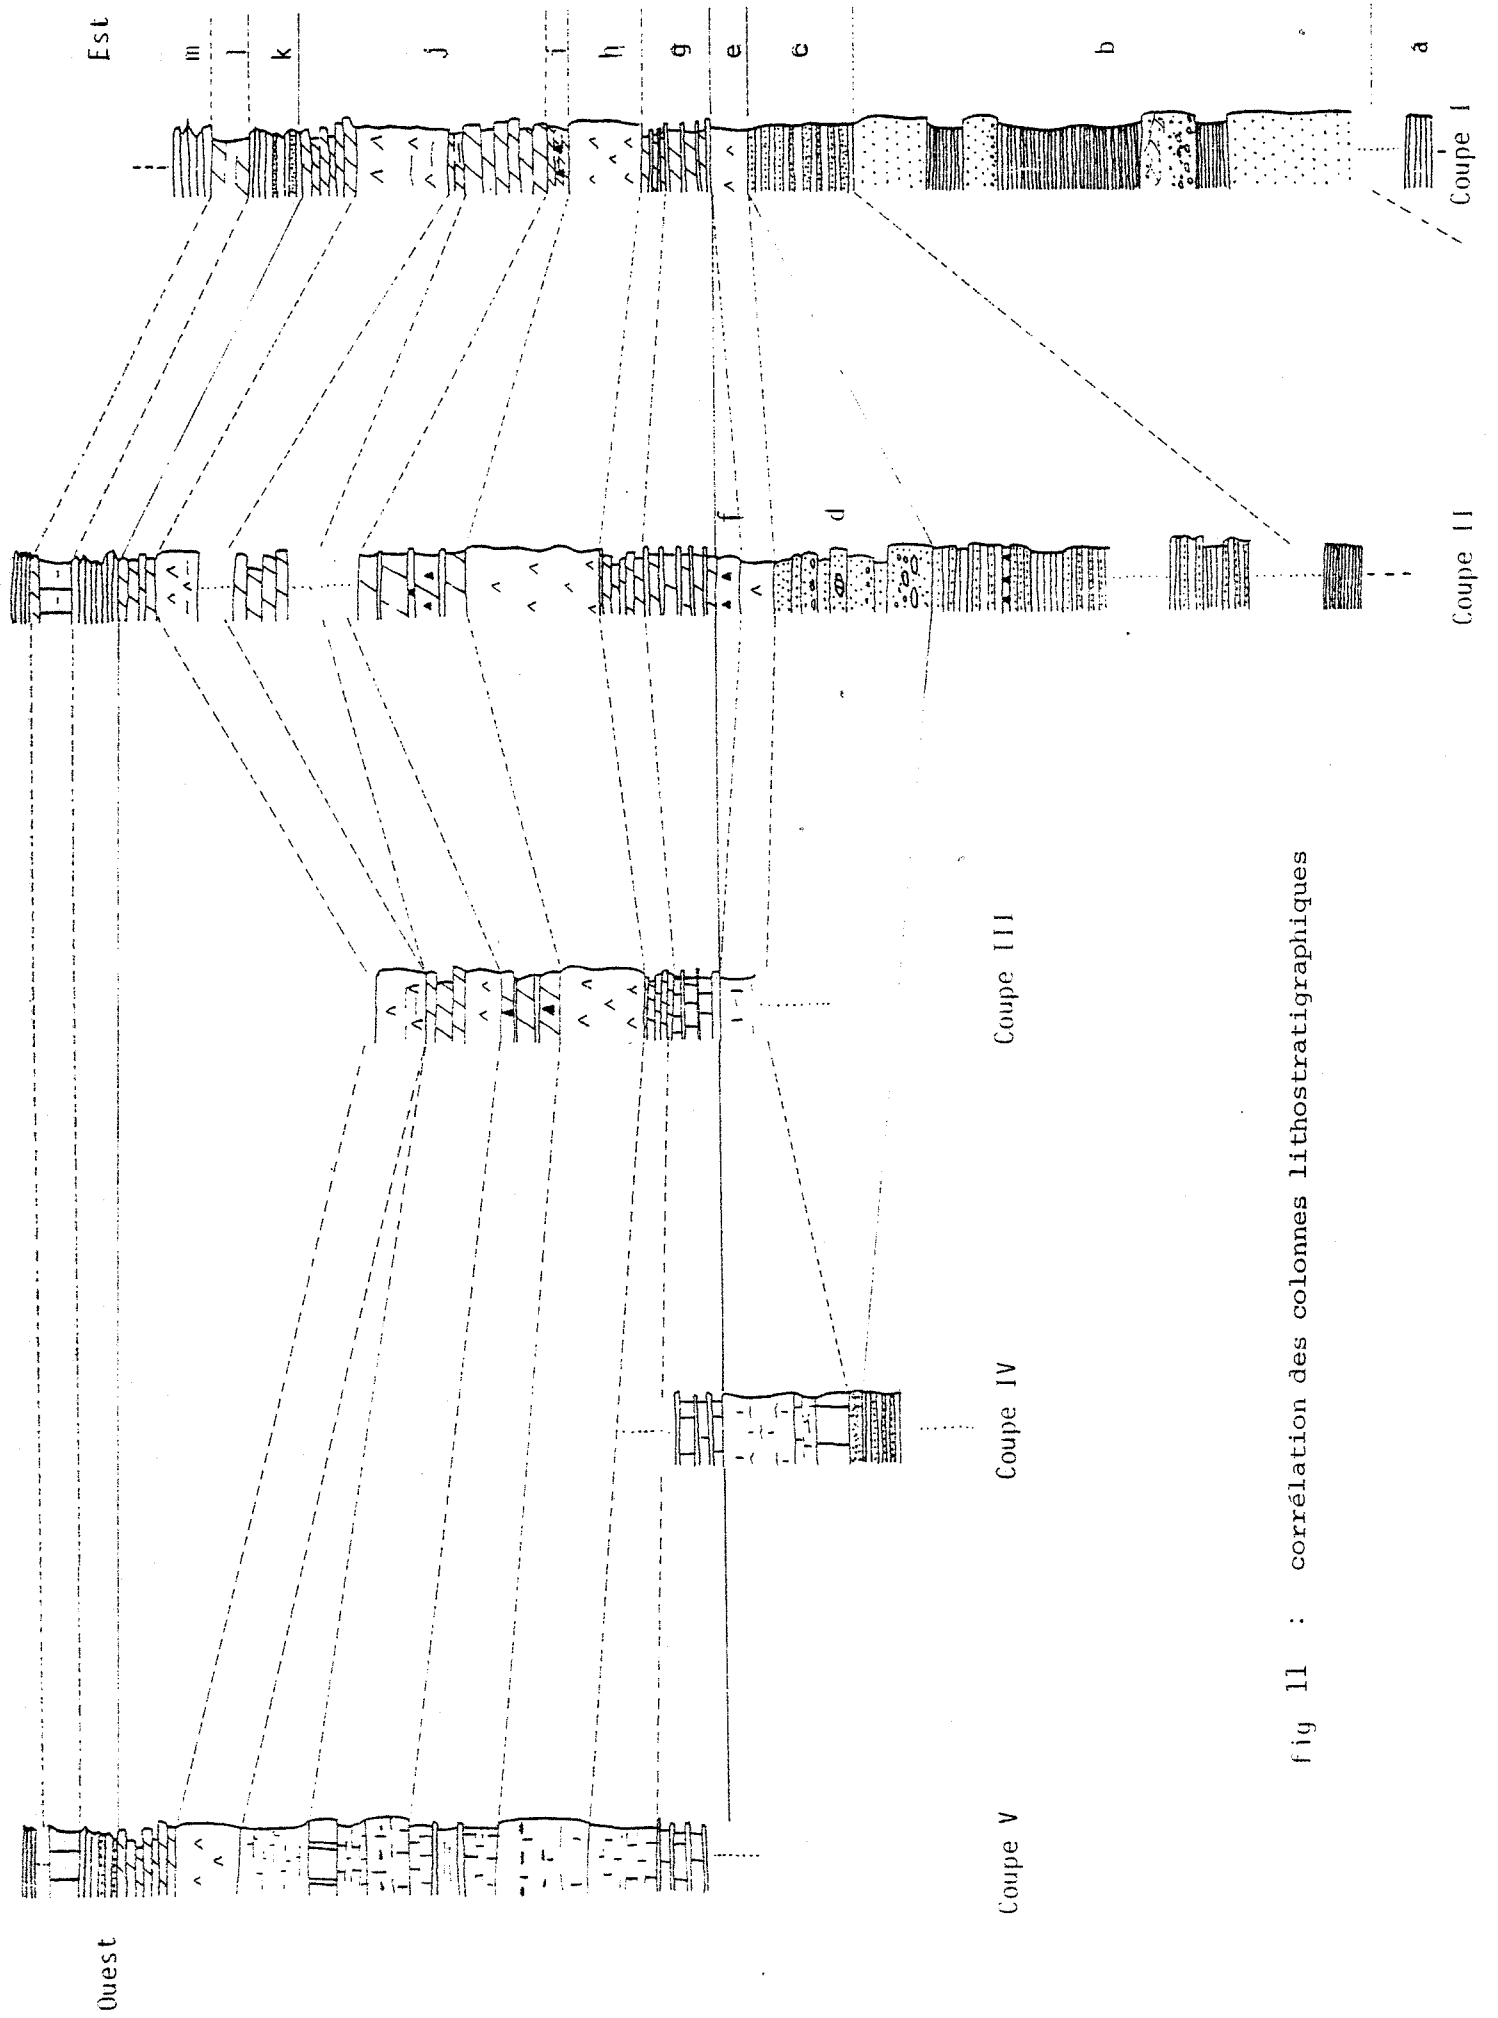 Ouest
Est
m
l
k
j
i
h
g
e
c
b
a
f
d
Coupe V
Coupe IV
Coupe III
Coupe II
Coupe I
fig 11 : corrélation des colonnes lithostratigraphiques